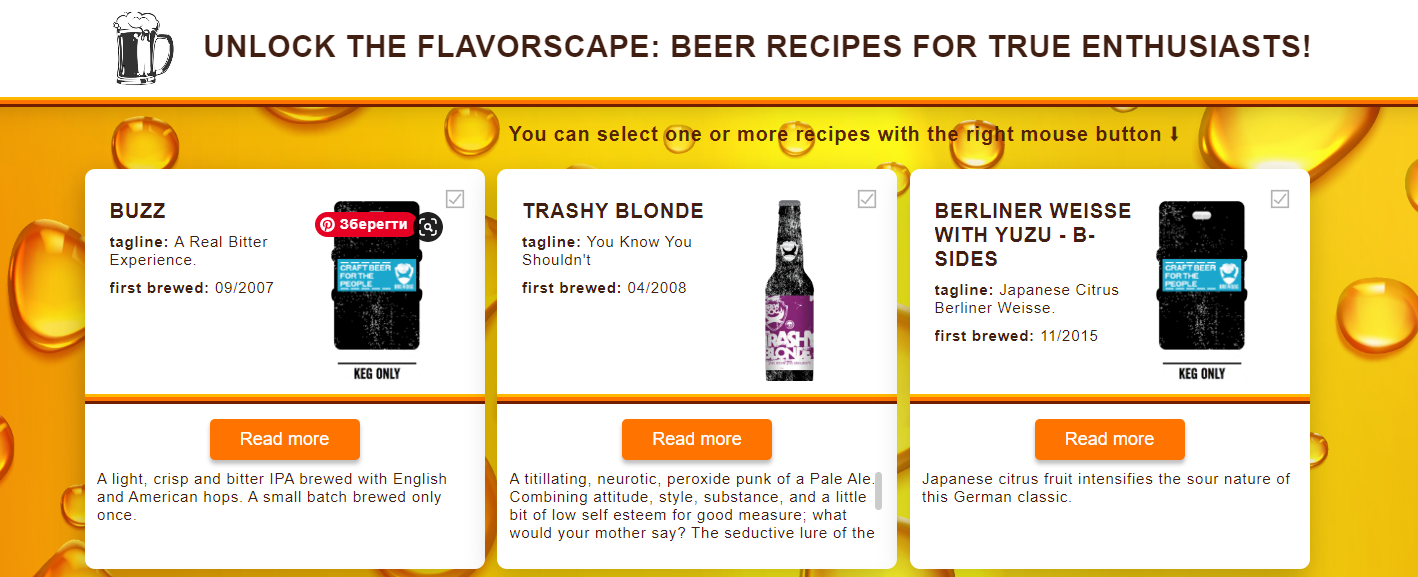 UNLOCK THE FLAVORSCAPE: BEER RECIPES FOR TRUE ENTHUSIASTS!
You can select one or more recipes with the right mouse button ⬇
BUZZ
tagline: A Real Bitter
Experience.
first brewed: 09/2007
Зберегти
CRAFT BEER
FOR THE
PEOPLE
KEG ONLY
Read more
A light, crisp and bitter IPA brewed with English
and American hops. A small batch brewed only
once.
TRASHY BLONDE
tagline: You Know You
Shouldn't
first brewed: 04/2008
TRASHY
BLONDE
Read more
A titillating, neurotic, peroxide punk of a Pale Ale.
Combining attitude, style, substance, and a little
bit of low self esteem for good measure; what
would your mother say? The seductive lure of the
BERLINER WEISSE
WITH YUZU - B-
SIDES
tagline: Japanese Citrus
Berliner Weisse.
first brewed: 11/2015
CRAFT BEER
FOR THE
PEOPLE
KEG ONLY
Read more
Japanese citrus fruit intensifies the sour nature of
this German classic.